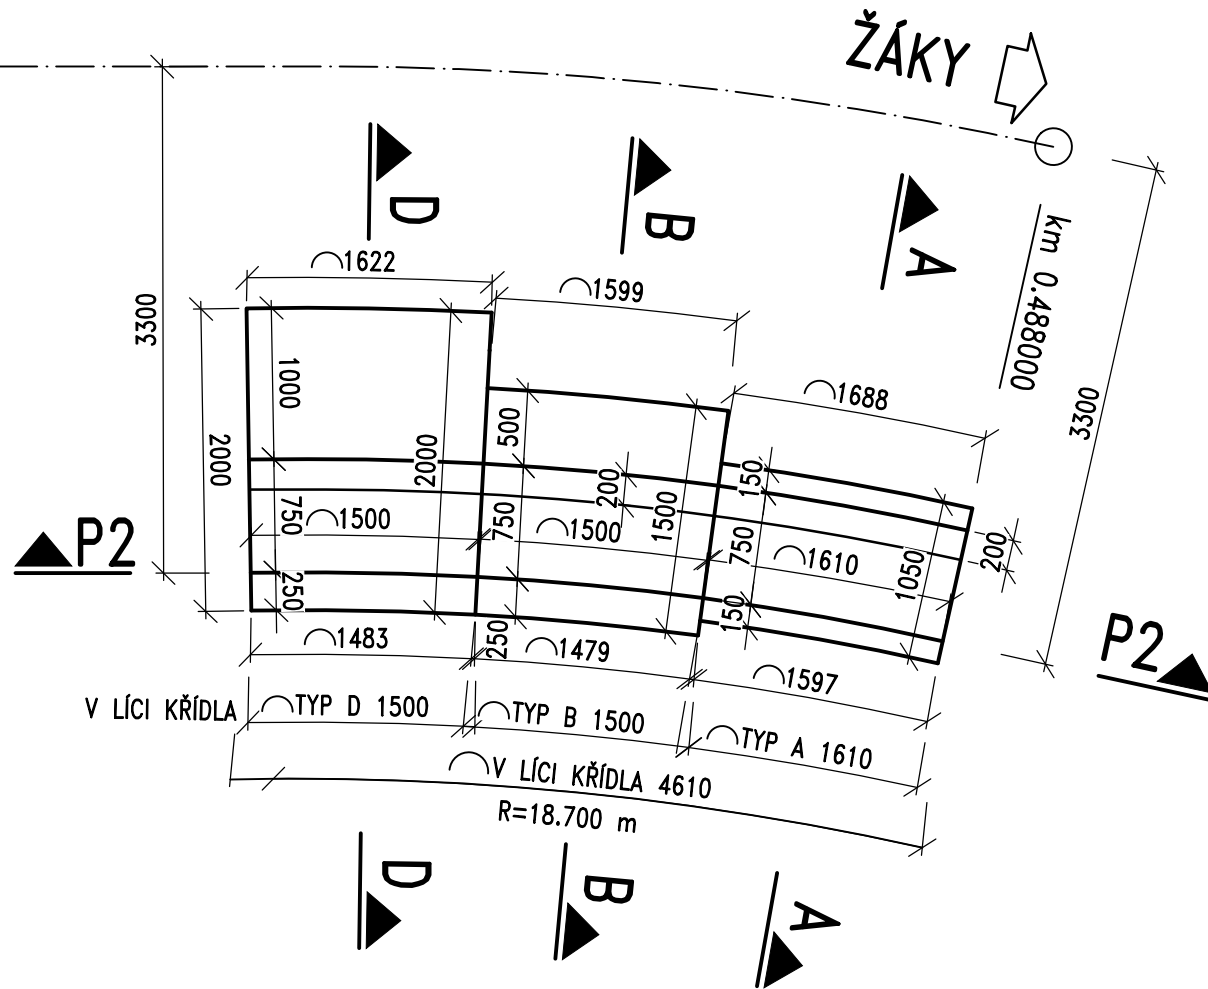 ŽÁKY
D
B
A
km 0.488000
⌒1622
⌒1599
⌒1688
3300
3300
1000
2000
2000
500
200
1500
150
750
750
750
⌒1500
⌒1500
⌒1610
1050
200
P2
P2
250
250
150
⌒1483
⌒1479
⌒1597
V LÍCI KŘÍDLA
⌒TYP D 1500
⌒TYP B 1500
⌒TYP A 1610
⌒V LÍCI KŘÍDLA 4610
R=18.700 m
D
B
A